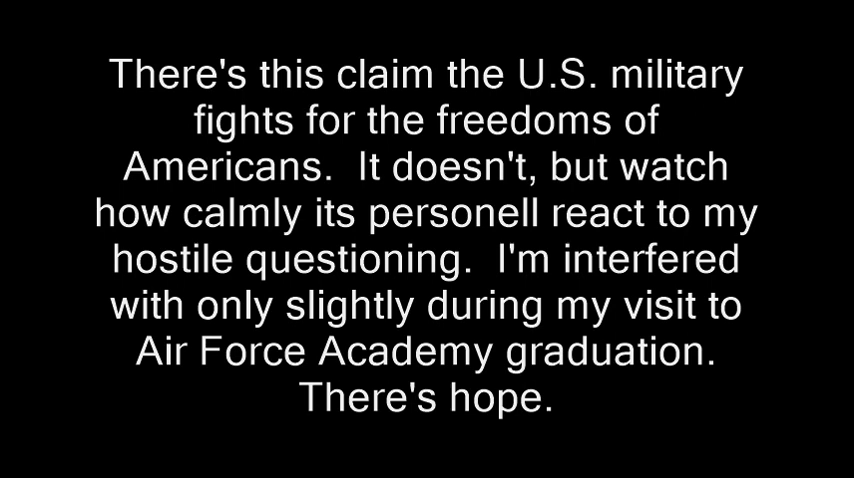 There's this claim the U.S. military
fights for the freedoms of
Americans.  It doesn't, but watch
how calmly its personell react to my
hostile questioning.  I'm interfered
with only slightly during my visit to
Air Force Academy graduation.
There's hope.